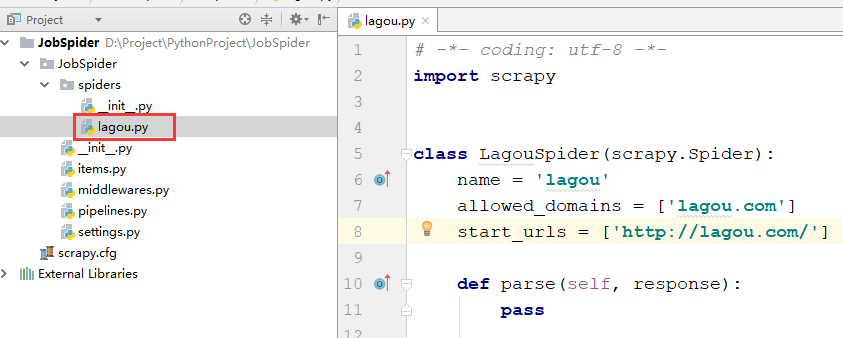 Project
lagou.py
JobSpider D:\Project\PythonProject\JobSpider
JobSpider
spiders
__init__.py
lagou.py
__init__.py
items.py
middlewares.py
pipelines.py
settings.py
scrapy.cfg
External Libraries
1 # -*- coding: utf-8 -*-
2 import scrapy
3
4
5 class LagouSpider(scrapy.Spider):
6 name = 'lagou'
7 allowed_domains = ['lagou.com']
8 start_urls = ['http://lagou.com/']
9
10 def parse(self, response):
11 pass
12